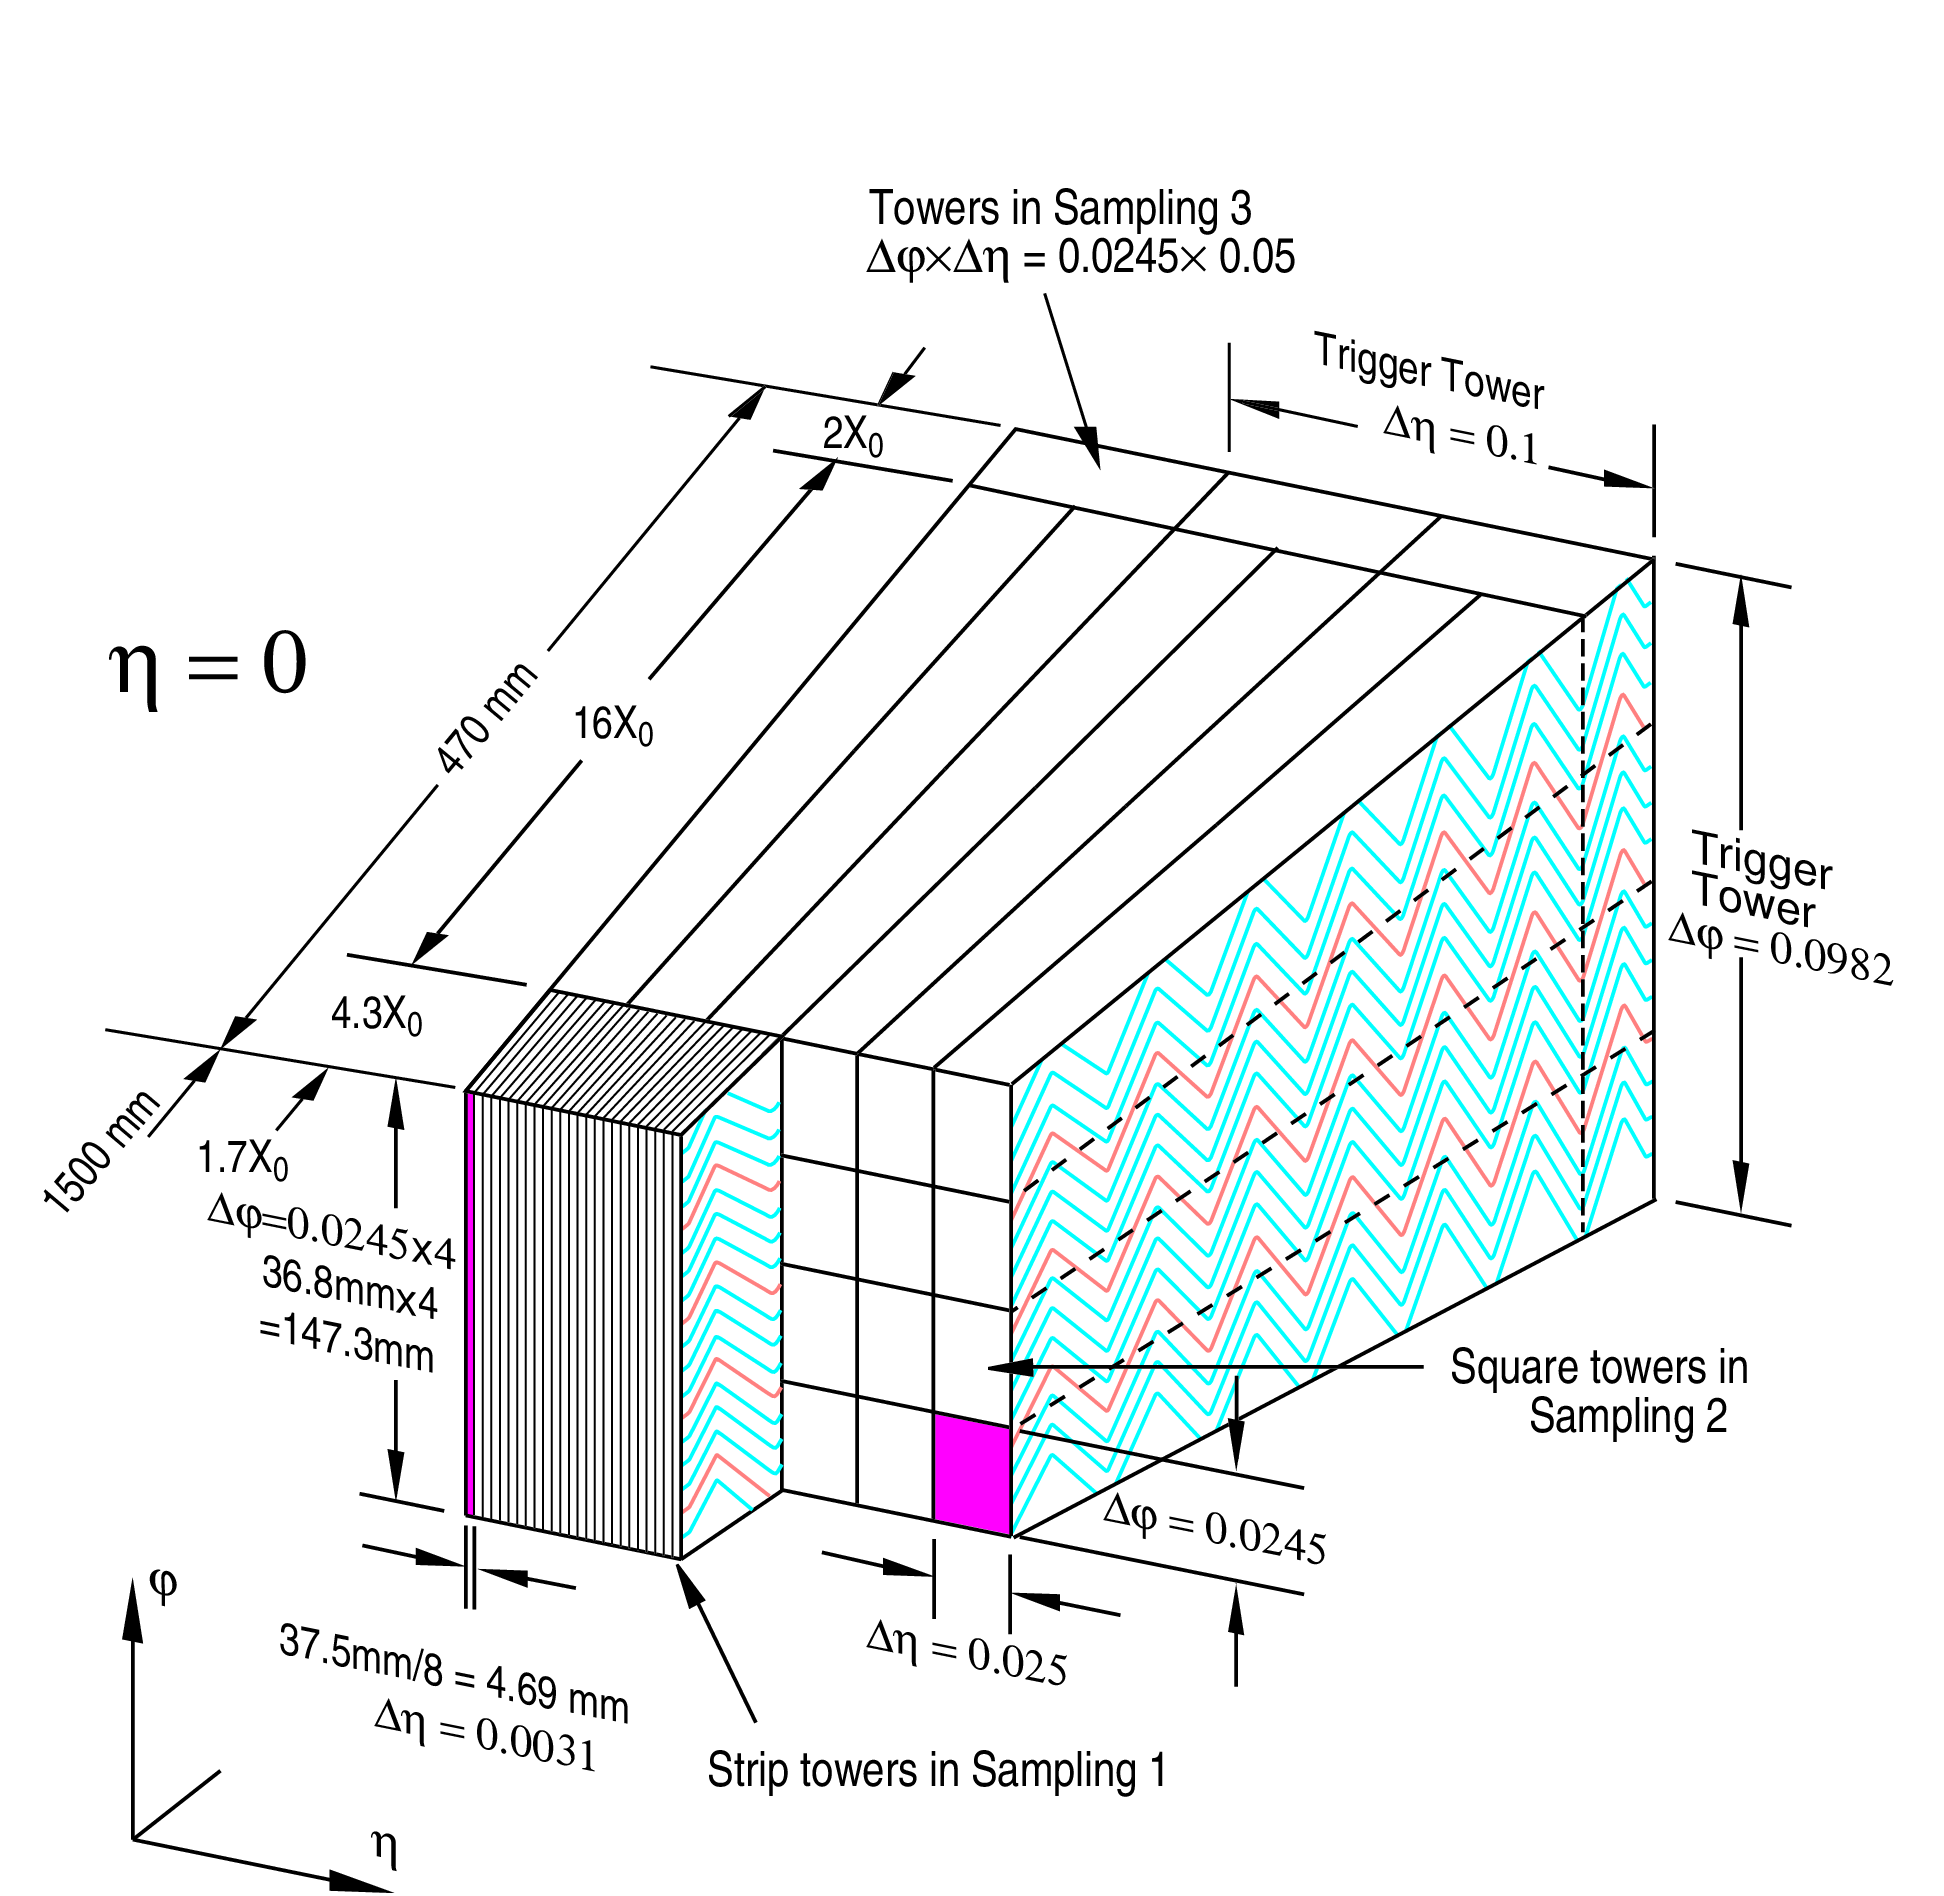 Towers in Sampling 3
Δφ×Δη = 0.0245× 0.05
Trigger Tower
Δη = 0.1
2X0
η = 0
470 mm
16X0
Trigger
Tower
Δφ = 0.0982
4.3X0
1500 mm
1.7X0
Δφ=0.0245x4
36.8mmx4
=147.3mm
Square towers in
Sampling 2
Δφ = 0.0245
φ
Δη = 0.025
37.5mm/8 = 4.69 mm
Δη = 0.0031
Strip towers in Sampling 1
η